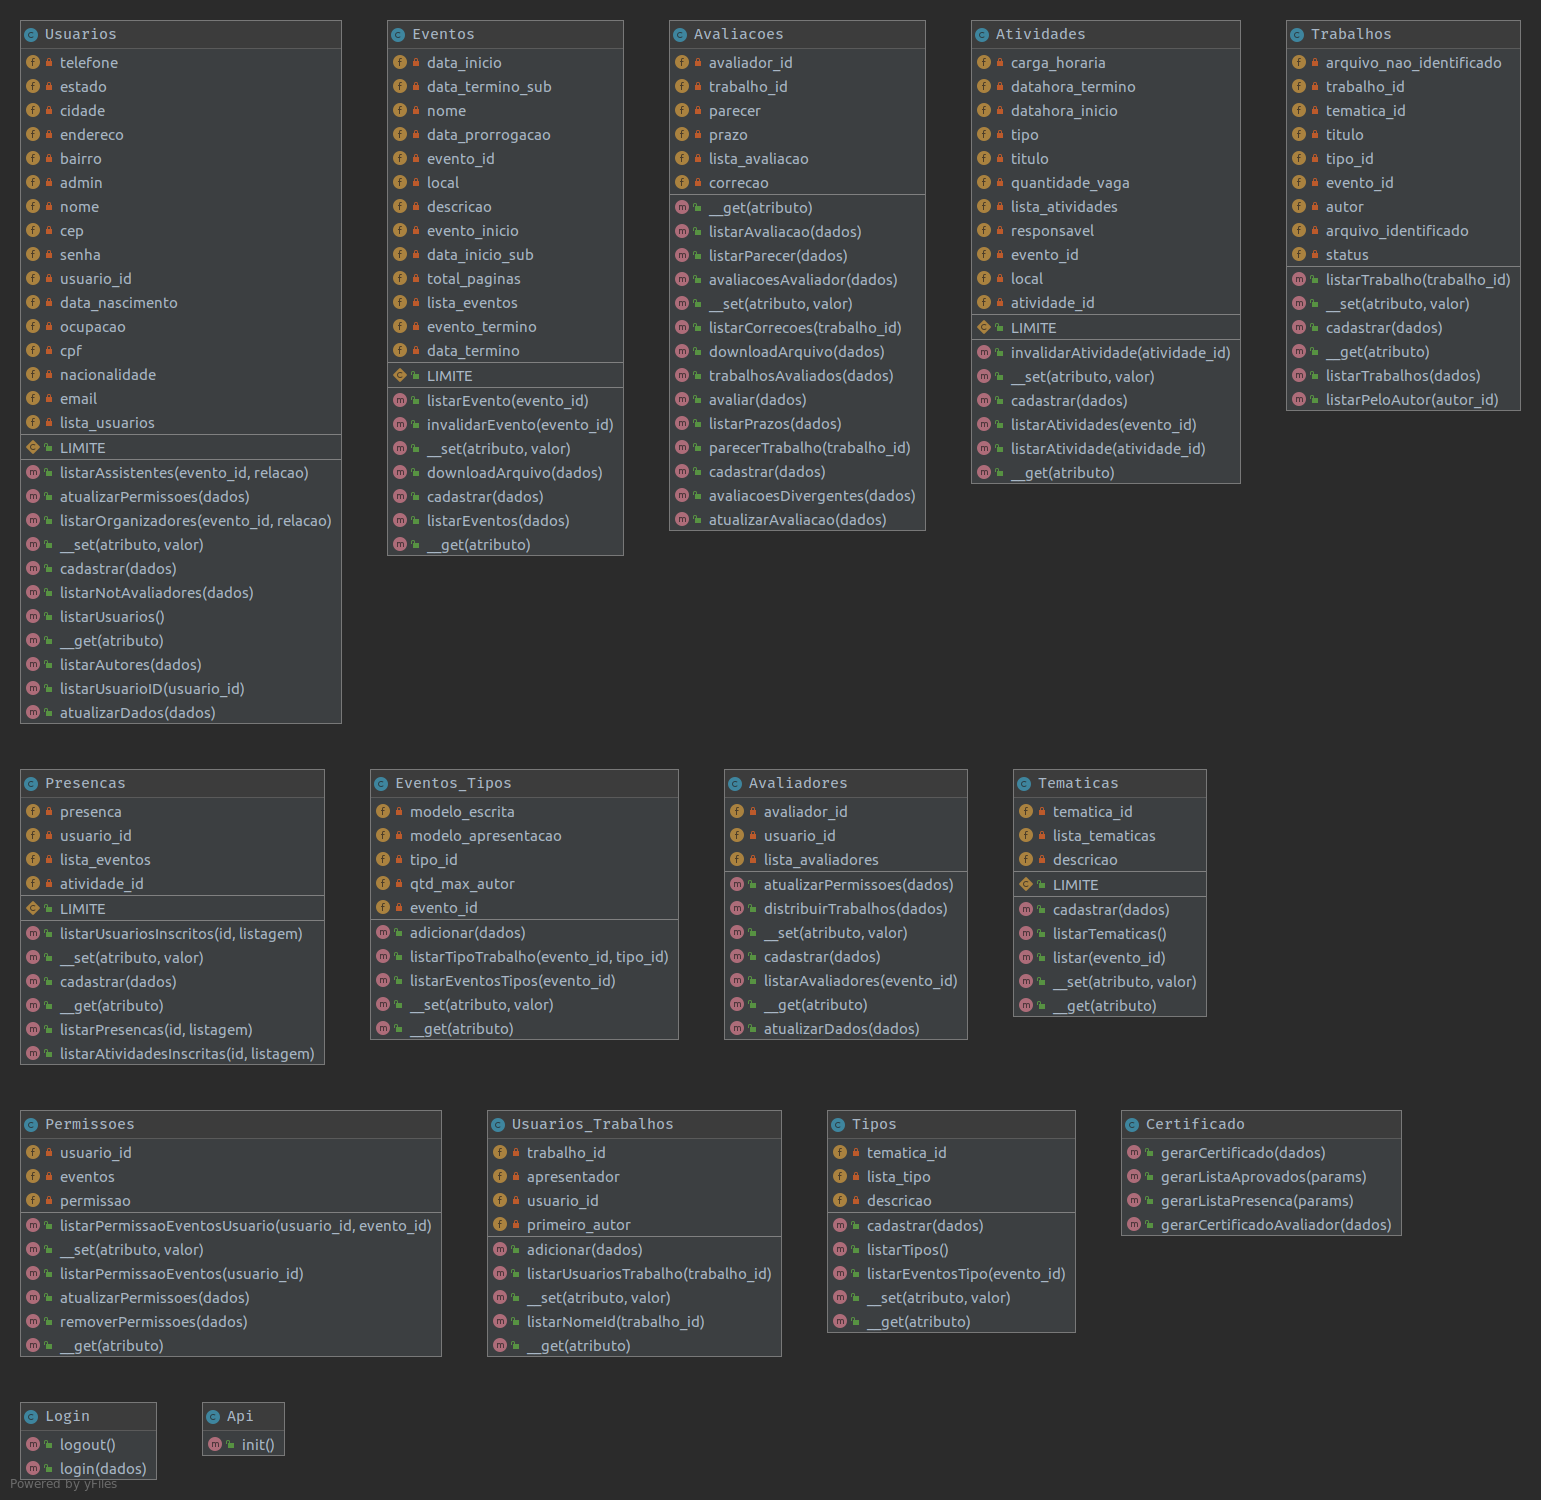 Usuarios
telefone
estado
cidade
endereco
bairro
admin
nome
cep
senha
usuario_id
data_nascimento
ocupacao
cpf
nacionalidade
email
lista_usuarios
LIMITE
listarAssistentes(evento_id, relacao)
atualizarPermissoes(dados)
listarOrganizadores(evento_id, relacao)
__set(atributo, valor)
cadastrar(dados)
listarNotAvaliadores(dados)
listarUsuarios()
__get(atributo)
listarAutores(dados)
listarUsuarioID(usuario_id)
atualizarDados(dados)
Eventos
data_inicio
data_termino_sub
nome
data_prorrogacao
evento_id
local
descricao
evento_inicio
data_inicio_sub
total_paginas
lista_eventos
evento_termino
data_termino
LIMITE
listarEvento(evento_id)
invalidarEvento(evento_id)
__set(atributo, valor)
downloadArquivo(dados)
cadastrar(dados)
listarEventos(dados)
__get(atributo)
Avaliacoes
avaliador_id
trabalho_id
parecer
prazo
lista_avaliacao
correcao
__get(atributo)
listarAvaliacao(dados)
listarParecer(dados)
avaliacoesAvaliador(dados)
__set(atributo, valor)
listarCorrecoes(trabalho_id)
downloadArquivo(dados)
trabalhosAvaliados(dados)
avaliar(dados)
listarPrazos(dados)
parecerTrabalho(trabalho_id)
cadastrar(dados)
avaliacoesDivergentes(dados)
atualizarAvaliacao(dados)
Atividades
carga_horaria
datahora_termino
datahora_inicio
tipo
titulo
quantidade_vaga
lista_atividades
responsavel
evento_id
local
atividade_id
LIMITE
invalidarAtividade(atividade_id)
__set(atributo, valor)
cadastrar(dados)
listarAtividades(evento_id)
listarAtividade(atividade_id)
__get(atributo)
Trabalhos
arquivo_nao_identificado
trabalho_id
tematica_id
titulo
tipo_id
evento_id
autor
arquivo_identificado
status
listarTrabalho(trabalho_id)
__set(atributo, valor)
cadastrar(dados)
__get(atributo)
listarTrabalhos(dados)
listarPeloAutor(autor_id)
Presencas
presenca
usuario_id
lista_eventos
atividade_id
LIMITE
listarUsuariosInscritos(id, listagem)
__set(atributo, valor)
cadastrar(dados)
__get(atributo)
listarPresencas(id, listagem)
listarAtividadesInscritas(id, listagem)
Eventos_Tipos
modelo_escrita
modelo_apresentacao
tipo_id
qtd_max_autor
evento_id
adicionar(dados)
listarTipoTrabalho(evento_id, tipo_id)
listarEventosTipos(evento_id)
__set(atributo, valor)
__get(atributo)
Avaliadores
avaliador_id
usuario_id
lista_avaliadores
atualizarPermissoes(dados)
distribuirTrabalhos(dados)
__set(atributo, valor)
cadastrar(dados)
listarAvaliadores(evento_id)
__get(atributo)
atualizarDados(dados)
Tematicas
tematica_id
lista_tematicas
descricao
LIMITE
cadastrar(dados)
listarTematicas()
listar(evento_id)
__set(atributo, valor)
__get(atributo)
Permissoes
usuario_id
eventos
permissao
listarPermissaoEventosUsuario(usuario_id, evento_id)
__set(atributo, valor)
listarPermissaoEventos(usuario_id)
atualizarPermissoes(dados)
removerPermissoes(dados)
__get(atributo)
Usuarios_Trabalhos
trabalho_id
apresentador
usuario_id
primeiro_autor
adicionar(dados)
listarUsuariosTrabalho(trabalho_id)
__set(atributo, valor)
listarNomeId(trabalho_id)
__get(atributo)
Tipos
tematica_id
lista_tipo
descricao
cadastrar(dados)
listarTipos()
listarEventosTipo(evento_id)
__set(atributo, valor)
__get(atributo)
Certificado
gerarCertificado(dados)
gerarListaAprovados(params)
gerarListaPresenca(params)
gerarCertificadoAvaliador(dados)
Login
logout()
login(dados)
Api
init()
Powered by yFiles